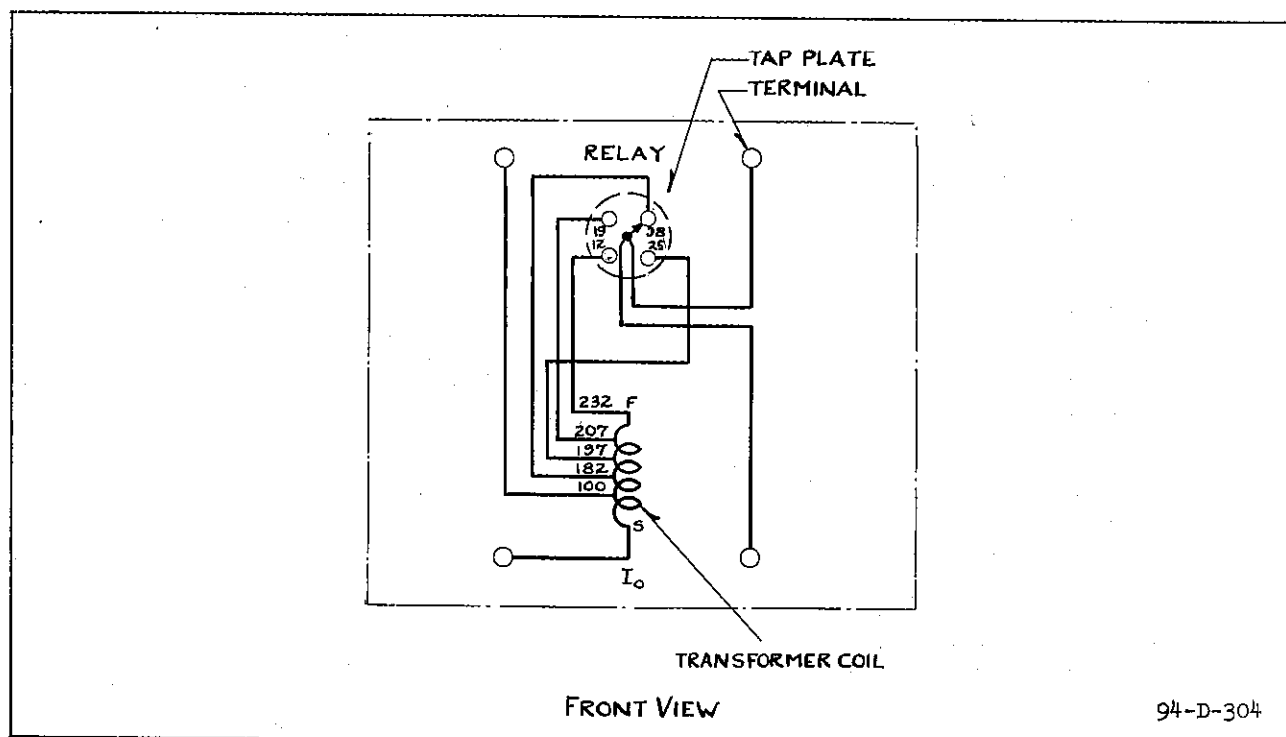 TAP PLATE
TERMINAL
RELAY
19
12
25
232 F
207
197
182
100
S
I₀
TRANSFORMER COIL
FRONT VIEW
94-D-304